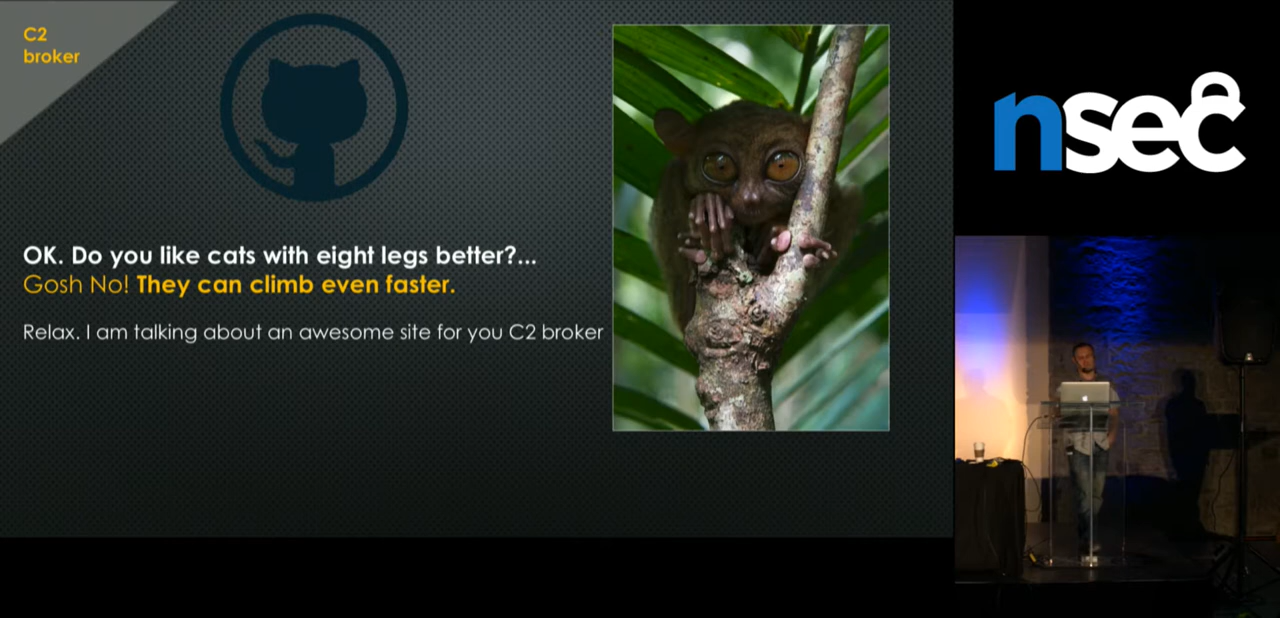 C2
broker
OK. Do you like cats with eight legs better?...
Gosh No! They can climb even faster.
Relax. I am talking about an awesome site for you C2 broker
nsec